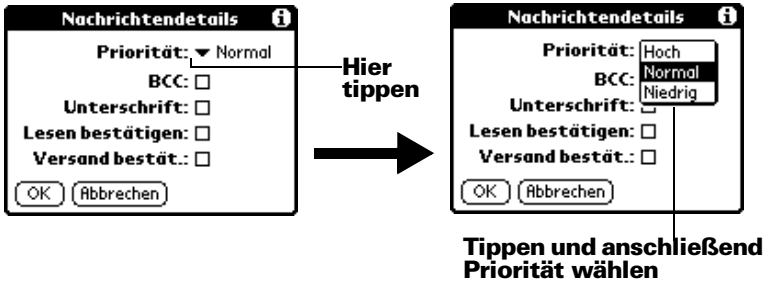 Nachrichtendetails
Priorität: Normal
BCC:
Unterschrift:
Lesen bestätigen:
Versand bestät.:
OK Abbrechen
Hier
tippen
Nachrichtendetails
Priorität: Hoch
Normal
BCC:
Niedrig
Unterschrift:
Lesen bestätigen:
Versand bestät.:
OK Abbrechen
Tippen und anschließend
Priorität wählen